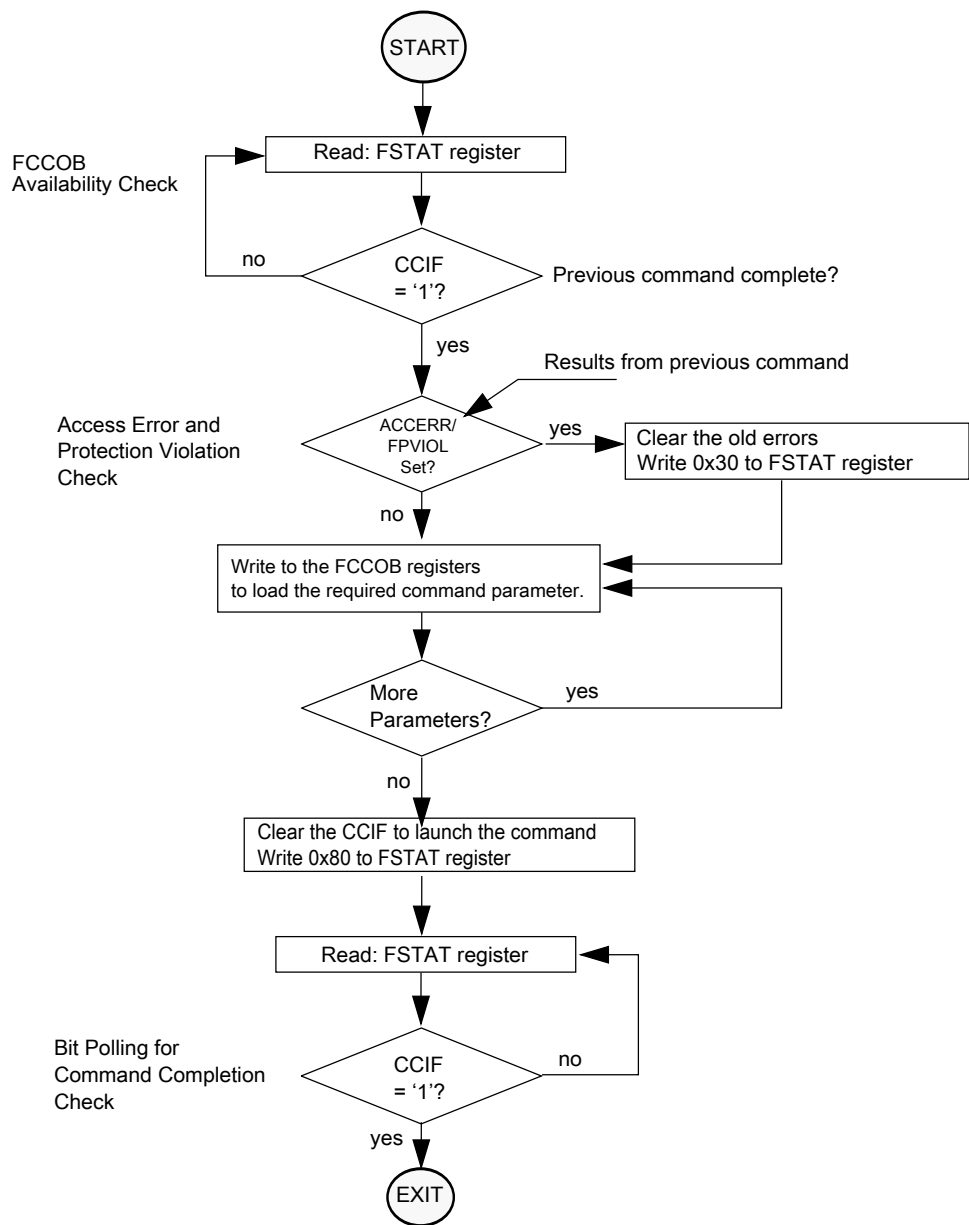 START
Read: FSTAT register
FCCOB
Availability Check
no
CCIF
= ‘1’?
Previous command complete?
yes
Results from previous command
Access Error and
Protection Violation
Check
ACCERR/
FPVIOL
Set?
yes
Clear the old errors
Write 0x30 to FSTAT register
no
Write to the FCCOB registers
to load the required command parameter.
More
Parameters?
yes
no
Clear the CCIF to launch the command
Write 0x80 to FSTAT register
Read: FSTAT register
Bit Polling for
Command Completion
Check
CCIF
= ‘1’?
no
yes
EXIT